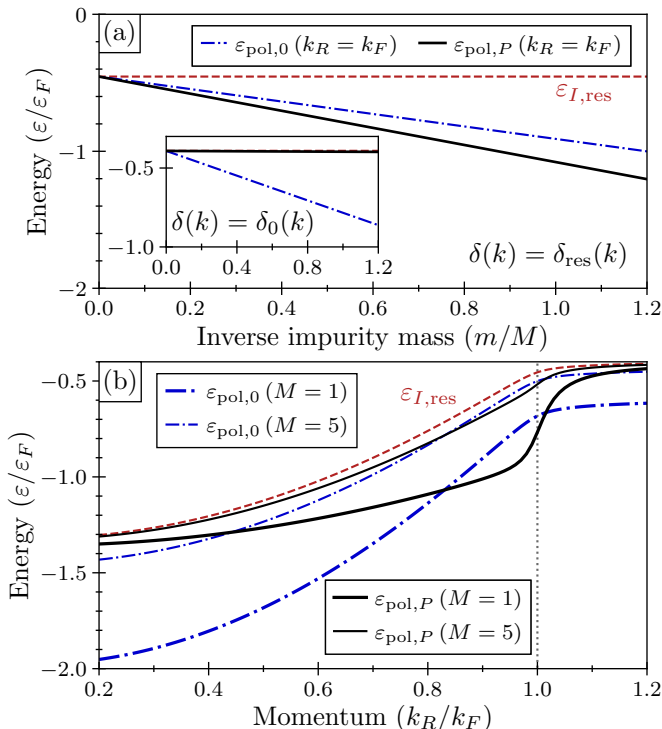 (a)
ε_pol,0 (k_R = k_F)
ε_pol,P (k_R = k_F)
ε_I,res
δ(k) = δ_0(k)
δ(k) = δ_res(k)
0
−1
−2
−0.5
−1.0
0.0 0.4 0.8 1.2
0.0 0.2 0.4 0.6 0.8 1.0 1.2
Energy (ε/ε_F)
Inverse impurity mass (m/M)
(b)
ε_pol,0 (M = 1)
ε_pol,0 (M = 5)
ε_I,res
ε_pol,P (M = 1)
ε_pol,P (M = 5)
−0.5
−1.0
−1.5
−2.0
0.2 0.4 0.6 0.8 1.0 1.2
Energy (ε/ε_F)
Momentum (k_R/k_F)